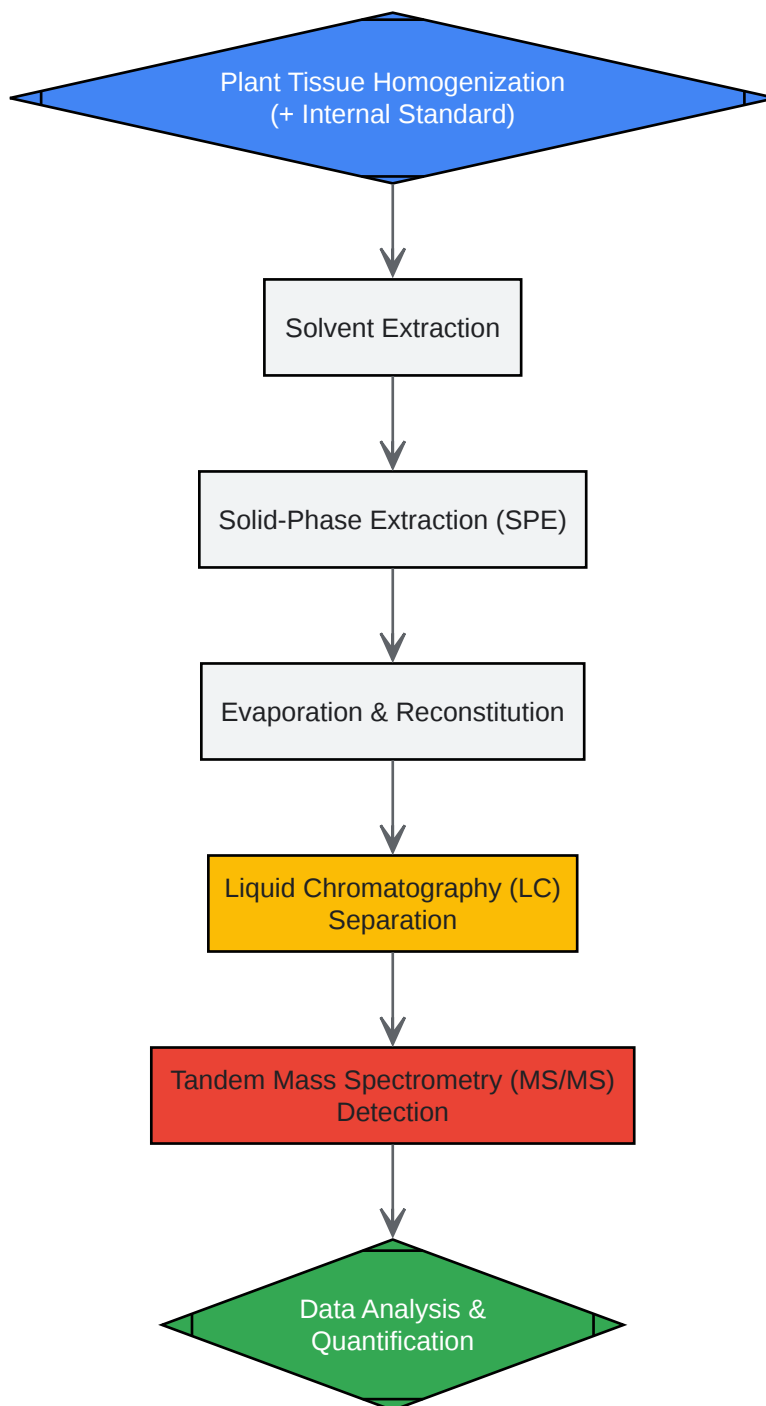 Plant Tissue Homogenization
(+ Internal Standard)
Solvent Extraction
Solid-Phase Extraction (SPE)
Evaporation & Reconstitution
Liquid Chromatography (LC)
Separation
Tandem Mass Spectrometry (MS/MS)
Detection
Data Analysis &
Quantification